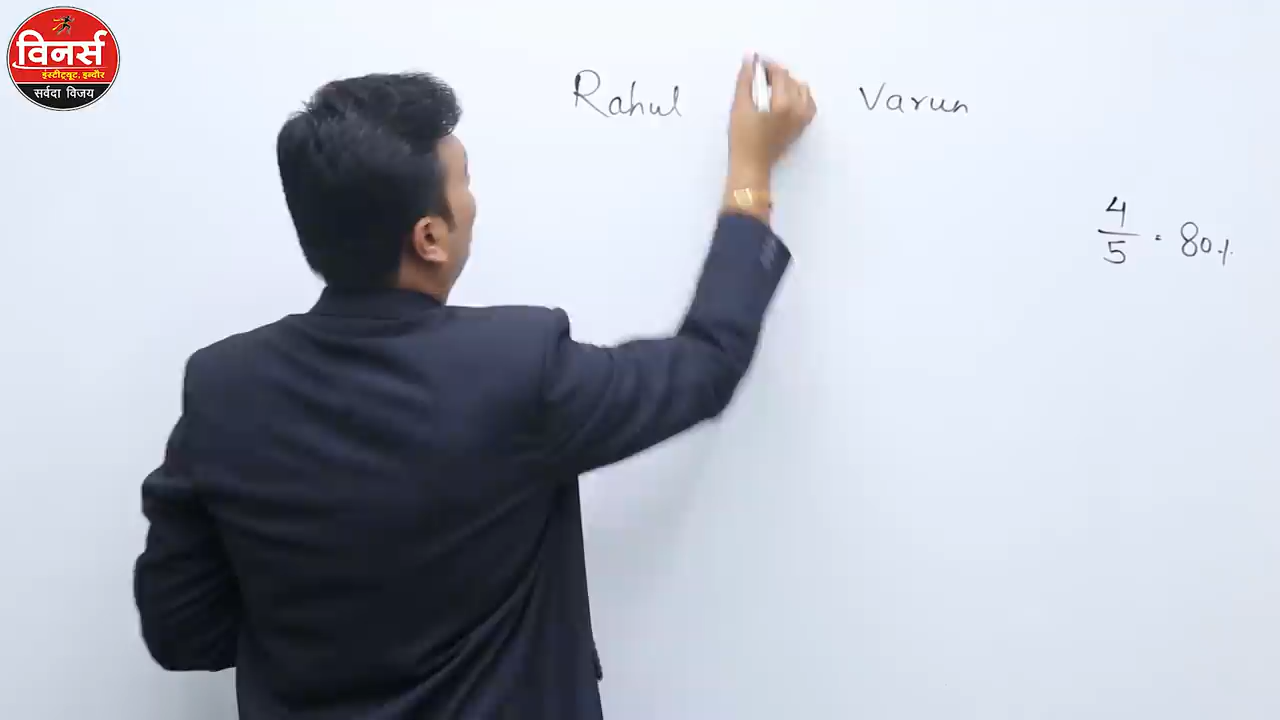 विनर्स
इंस्टीट्यूट, इन्दौर
सर्वदा विजय
Rahul Varun
4
5 = 80%